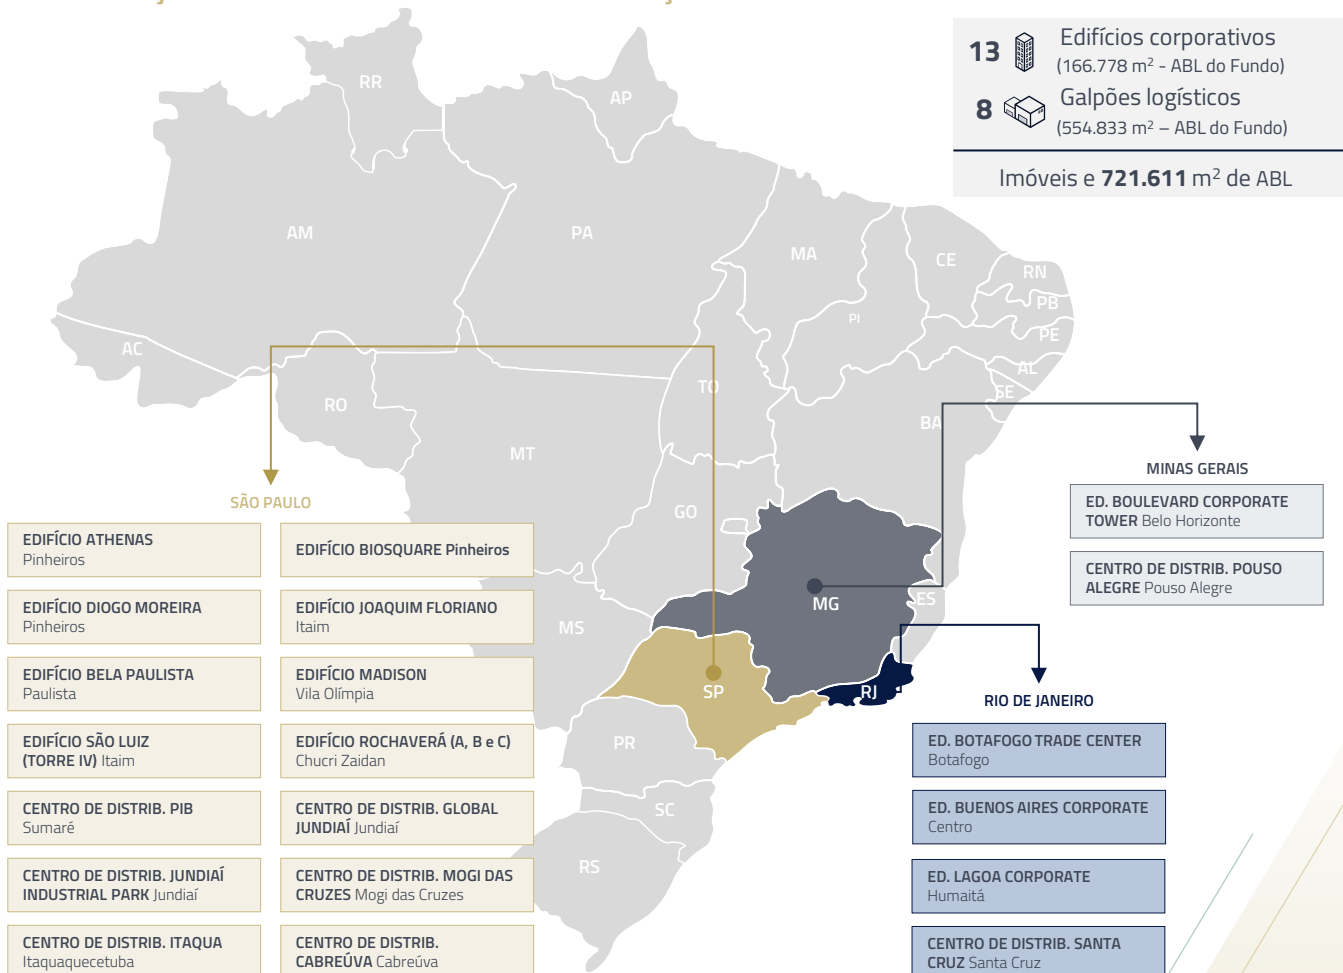 13
Edifícios corporativos
(166.778 m² - ABL do Fundo)
8
Galpões logísticos
(554.833 m² – ABL do Fundo)
Imóveis e 721.611 m² de ABL
RR
AP
AM
PA
MA
CE
RN
PB
PI
PE
AC
AL
TO
SE
RO
BA
MT
GO
MG
ES
MS
SP
RJ
PR
SC
RS
SÃO PAULO
EDIFÍCIO ATHENAS
Pinheiros
EDIFÍCIO BIOSQUARE Pinheiros
EDIFÍCIO DIOGO MOREIRA
Pinheiros
EDIFÍCIO JOAQUIM FLORIANO
Itaim
EDIFÍCIO BELA PAULISTA
Paulista
EDIFÍCIO MADISON
Vila Olímpia
EDIFÍCIO SÃO LUIZ
(TORRE IV) Itaim
EDIFÍCIO ROCHAVERÁ (A, B e C)
Chucri Zaidan
CENTRO DE DISTRIB. PIB
Sumaré
CENTRO DE DISTRIB. GLOBAL
JUNDIAÍ Jundiaí
CENTRO DE DISTRIB. JUNDIAÍ
INDUSTRIAL PARK Jundiaí
CENTRO DE DISTRIB. MOGI DAS
CRUZES Mogi das Cruzes
CENTRO DE DISTRIB. ITAQUA
Itaquaquecetuba
CENTRO DE DISTRIB.
CABREÚVA Cabreúva
MINAS GERAIS
ED. BOULEVARD CORPORATE
TOWER Belo Horizonte
CENTRO DE DISTRIB. POUSO
ALEGRE Pouso Alegre
RIO DE JANEIRO
ED. BOTAFOGO TRADE CENTER
Botafogo
ED. BUENOS AIRES CORPORATE
Centro
ED. LAGOA CORPORATE
Humaitá
CENTRO DE DISTRIB. SANTA
CRUZ Santa Cruz